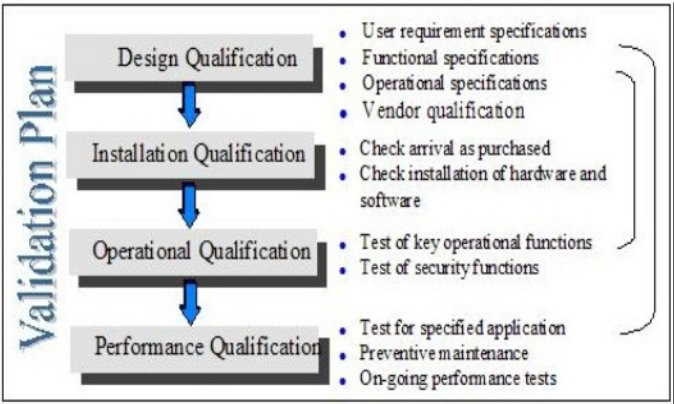 Validation Plan
Design Qualification
• User requirement specifications
• Functional specifications
• Operational specifications
• Vendor qualification
Installation Qualification
• Check arrival as purchased
• Check installation of hardware and
software
Operational Qualification
• Test of key operational functions
• Test of security functions
Performance Qualification
• Test for specified application
• Preventive maintenance
• On-going performance tests